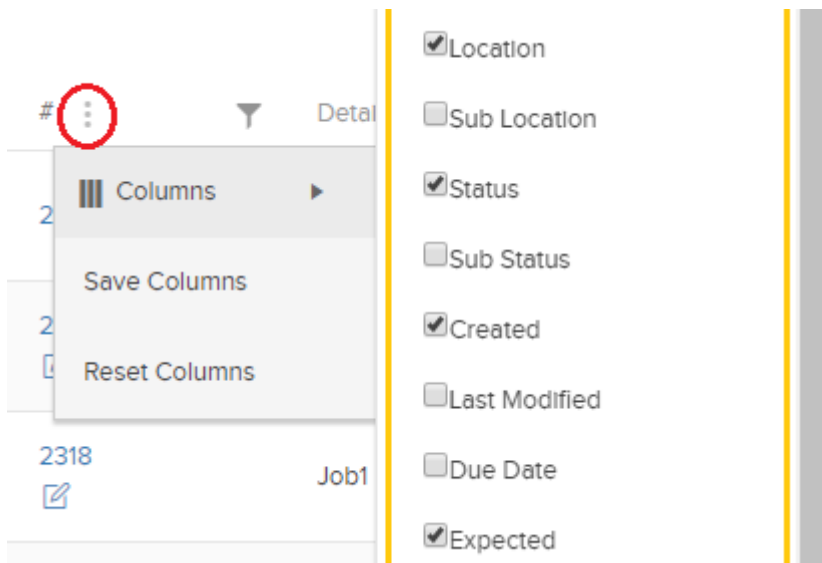 # Detai
Columns
2
Save Columns
2
Reset Columns
2318
Job1
Location
Sub Location
Status
Sub Status
Created
Last Modified
Due Date
Expected